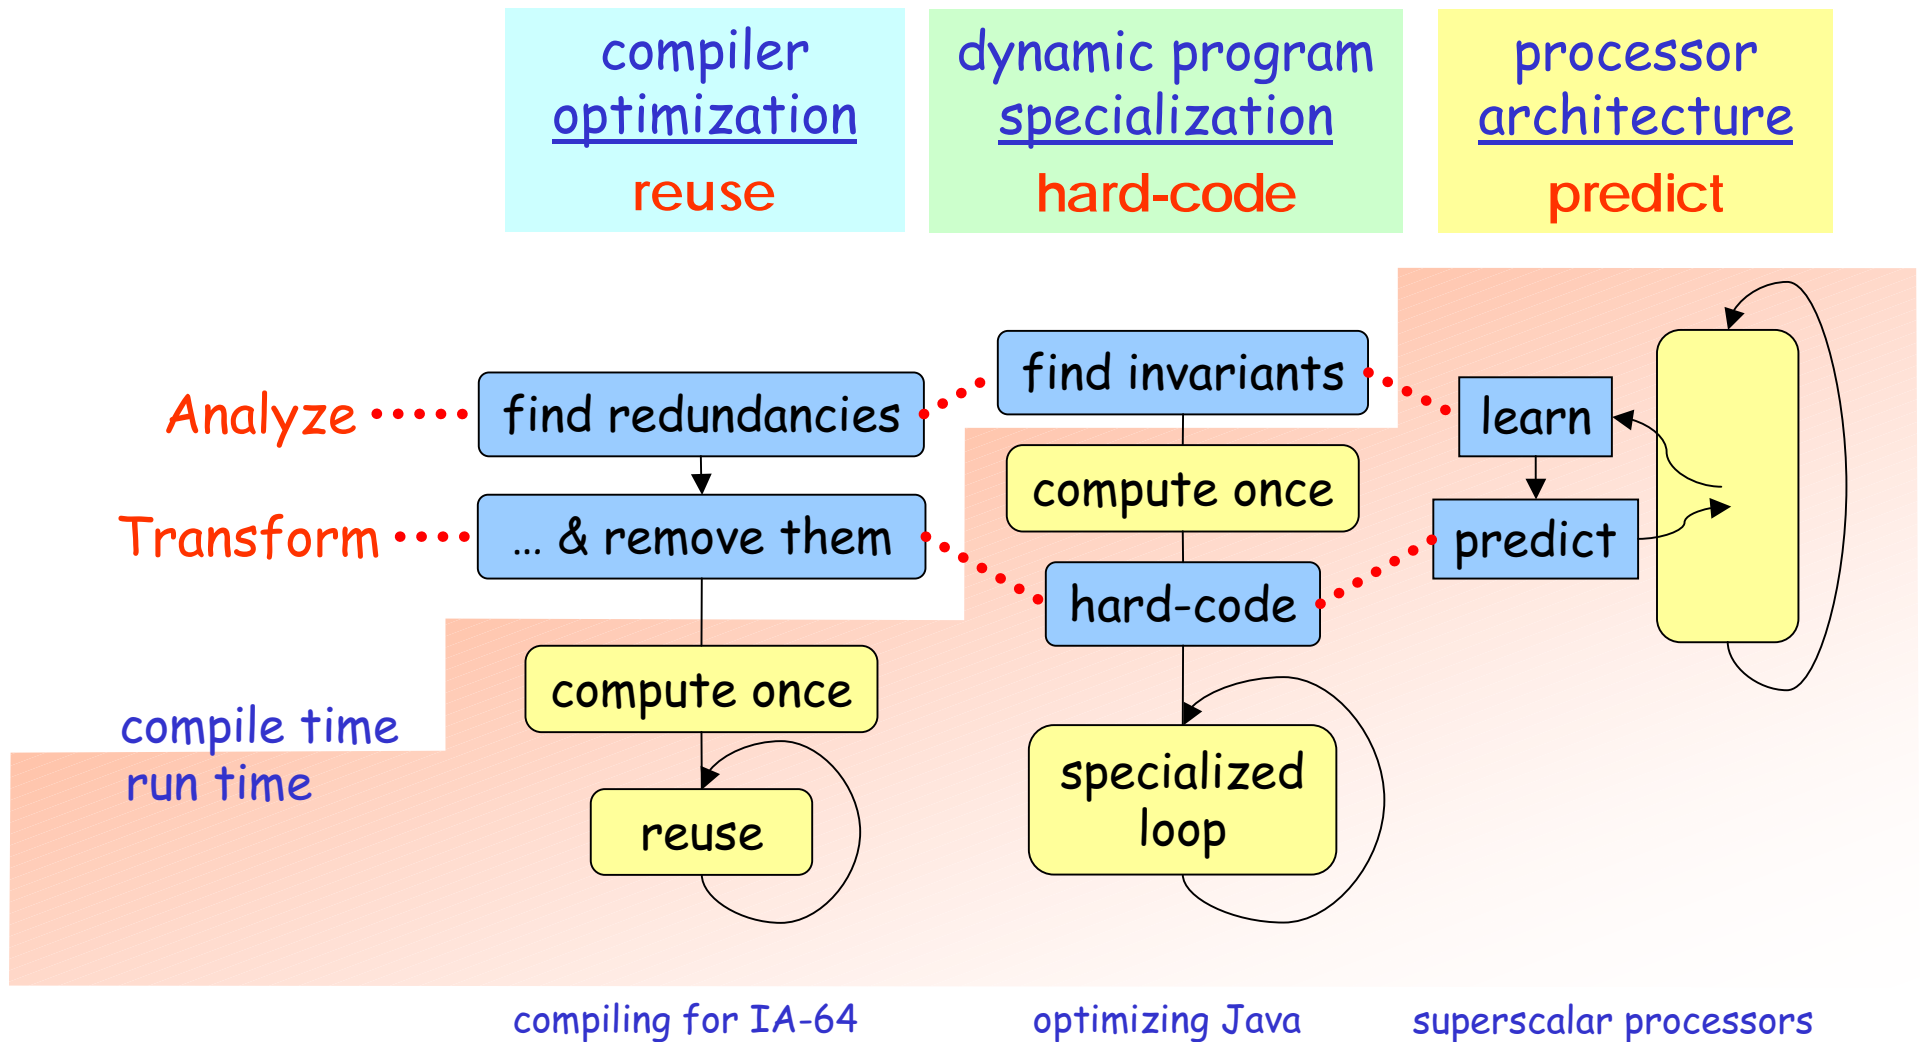 compiler
optimization
reuse
dynamic program
specialization
hard-code
processor
architecture
predict
Analyze
find redundancies
find invariants
learn
Transform
... & remove them
compute once
hard-code
predict
compile time
run time
compute once
reuse
specialized
loop
compiling for IA-64
optimizing Java
superscalar processors